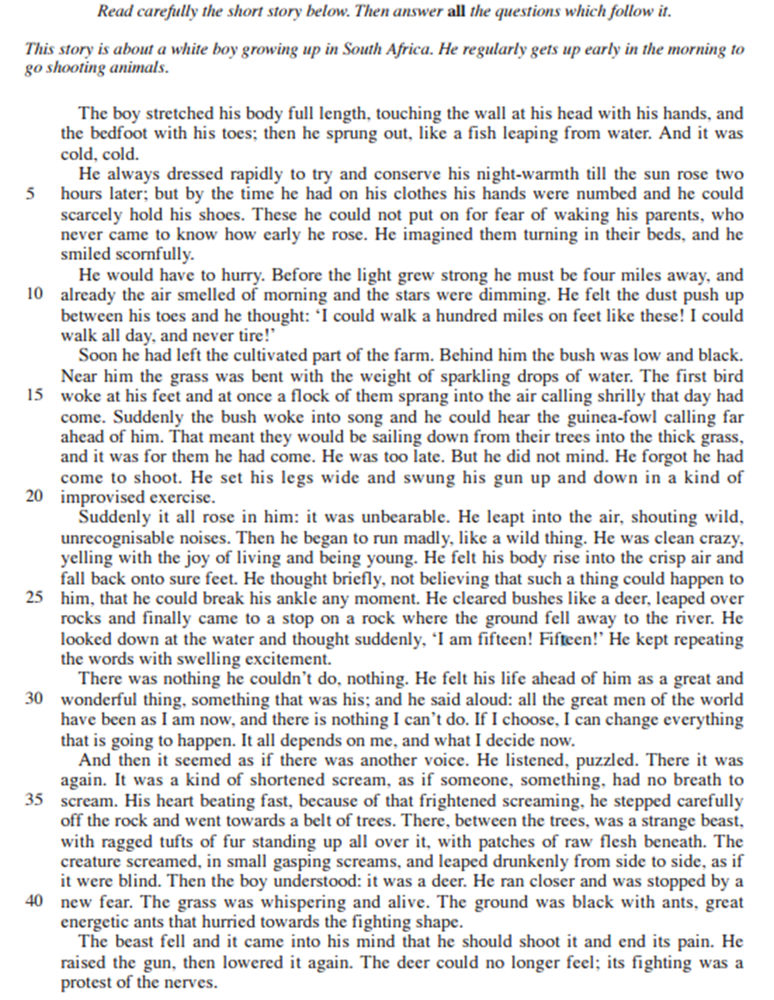 Read carefully the short story below. Then answer all the questions which follow it.
This story is about a white boy growing up in South Africa. He regularly gets up early in the morning to
go shooting animals.
The boy stretched his body full length, touching the wall at his head with his hands, and
the bedfoot with his toes; then he sprung out, like a fish leaping from water. And it was
cold, cold.
He always dressed rapidly to try and conserve his night-warmth till the sun rose two
5 hours later; but by the time he had on his clothes his hands were numbed and he could
scarcely hold his shoes. These he could not put on for fear of waking his parents, who
never came to know how early he rose. He imagined them turning in their beds, and he
smiled scornfully.
He would have to hurry. Before the light grew strong he must be four miles away, and
10 already the air smelled of morning and the stars were dimming. He felt the dust push up
between his toes and he thought: ‘I could walk a hundred miles on feet like these! I could
walk all day, and never tire!’
Soon he had left the cultivated part of the farm. Behind him the bush was low and black.
Near him the grass was bent with the weight of sparkling drops of water. The first bird
15 woke at his feet and at once a flock of them sprang into the air calling shrilly that day had
come. Suddenly the bush woke into song and he could hear the guinea-fowl calling far
ahead of him. That meant they would be sailing down from their trees into the thick grass,
and it was for them he had come. He was too late. But he did not mind. He forgot he had
come to shoot. He set his legs wide and swung his gun up and down in a kind of
20 improvised exercise.
Suddenly it all rose in him: it was unbearable. He leapt into the air, shouting wild,
unrecognisable noises. Then he began to run madly, like a wild thing. He was clean crazy,
yelling with the joy of living and being young. He felt his body rise into the crisp air and
fall back onto sure feet. He thought briefly, not believing that such a thing could happen to
25 him, that he could break his ankle any moment. He cleared bushes like a deer, leaped over
rocks and finally came to a stop on a rock where the ground fell away to the river. He
looked down at the water and thought suddenly, ‘I am fifteen! Fifteen!’ He kept repeating
the words with swelling excitement.
There was nothing he couldn’t do, nothing. He felt his life ahead of him as a great and
30 wonderful thing, something that was his; and he said aloud: all the great men of the world
have been as I am now, and there is nothing I can’t do. If I choose, I can change everything
that is going to happen. It all depends on me, and what I decide now.
And then it seemed as if there was another voice. He listened, puzzled. There it was
again. It was a kind of shortened scream, as if someone, something, had no breath to
35 scream. His heart beating fast, because of that frightened screaming, he stepped carefully
off the rock and went towards a belt of trees. There, between the trees, was a strange beast,
with ragged tufts of fur standing up all over it, with patches of raw flesh beneath. The
creature screamed, in small gasping screams, and leaped drunkenly from side to side, as if
it were blind. Then the boy understood: it was a deer. He ran closer and was stopped by a
40 new fear. The grass was whispering and alive. The ground was black with ants, great
energetic ants that hurried towards the fighting shape.
The beast fell and it came into his mind that he should shoot it and end its pain. He
raised the gun, then lowered it again. The deer could no longer feel; its fighting was a
protest of the nerves.